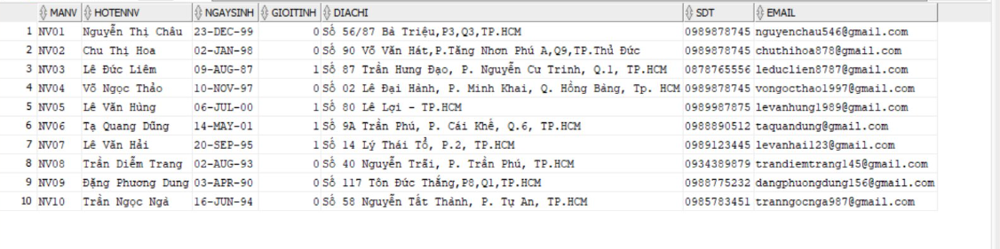 MANV HOTENNV NGAYSINH GIOITINH DIACHI SDT EMAIL
1 NV01 Nguyễn Thị Châu 23-DEC-99 0 Số 56/87 Bà Triệu,P3,Q3,TP.HCM 0989878745 nguyenchau546@gmail.com
2 NV02 Chu Thị Hoa 02-JAN-98 0 Số 90 Võ Văn Hát,P.Tăng Nhơn Phú A,Q9,TP.Thủ Đức 0989878745 chuthihoa878@gmail.com
3 NV03 Lê Đức Liêm 09-AUG-87 1 Số 87 Trần Hưng Đạo, P. Nguyễn Cư Trinh, Q.1, TP.HCM 0878765556 leduclien8787@gmail.com
4 NV04 Võ Ngọc Thảo 10-NOV-97 0 Số 02 Lê Đại Hành, P. Minh Khai, Q. Hồng Bàng, Tp. HCM 0989878745 vongocthao1997@gmail.com
5 NV05 Lê Văn Hùng 06-JUL-00 1 Số 80 Lê Lợi - TP.HCM 0989987875 levanhung1989@gmail.com
6 NV06 Tạ Quang Dũng 14-MAY-01 1 Số 9A Trần Phú, P. Cái Khế, Q.6, TP.HCM 0988890512 taquandung@gmail.com
7 NV07 Lê Văn Hải 20-SEP-95 1 Số 14 Lý Thái Tổ, P.2, TP.HCM 0989123445 levanhai123@gmail.com
8 NV08 Trần Diễm Trang 02-AUG-93 0 Số 40 Nguyễn Trãi, P. Trần Phú, TP.HCM 0934389879 trandiemtrang145@gmail.com
9 NV09 Đặng Phương Dung 03-APR-90 0 Số 117 Tôn Đức Thắng,P8,Q1,TP.HCM 0988775232 dangphuongdung156@gmail.com
10 NV10 Trần Ngọc Ngà 16-JUN-94 0 Số 58 Nguyễn Tất Thành, P. Tự An, TP.HCM 0985783451 tranngocnga987@gmail.com